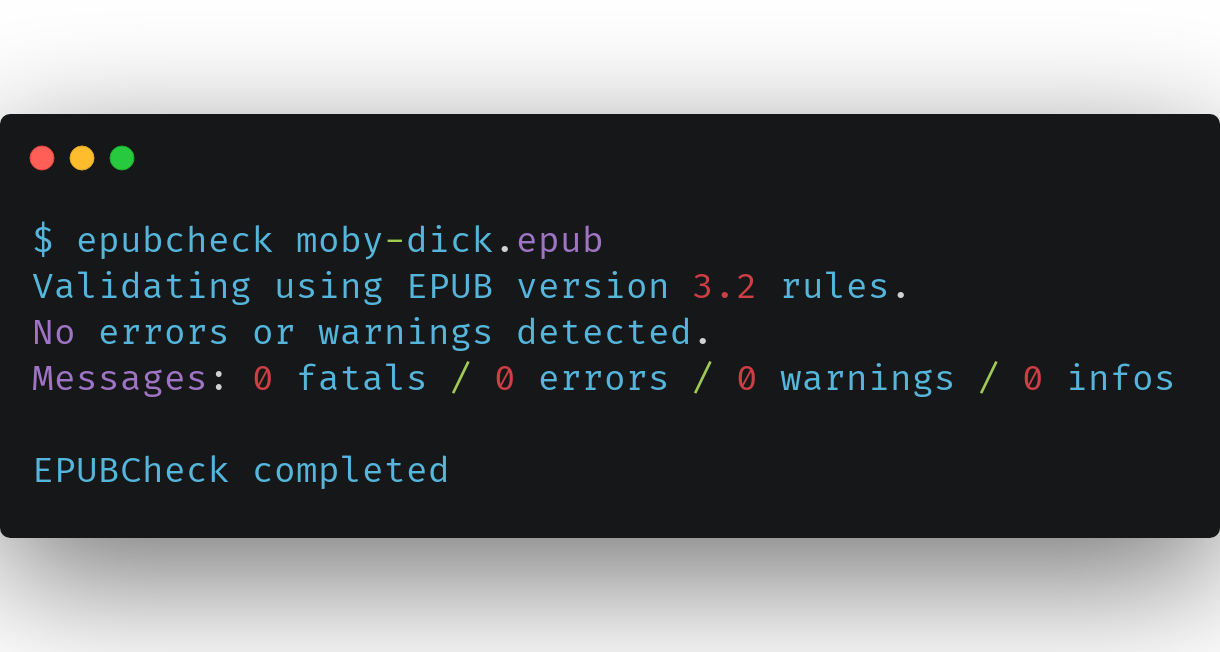 $ epubcheck moby-dick.epub
Validating using EPUB version 3.2 rules.
No errors or warnings detected.
Messages: 0 fatals / 0 errors / 0 warnings / 0 infos
EPUBCheck completed